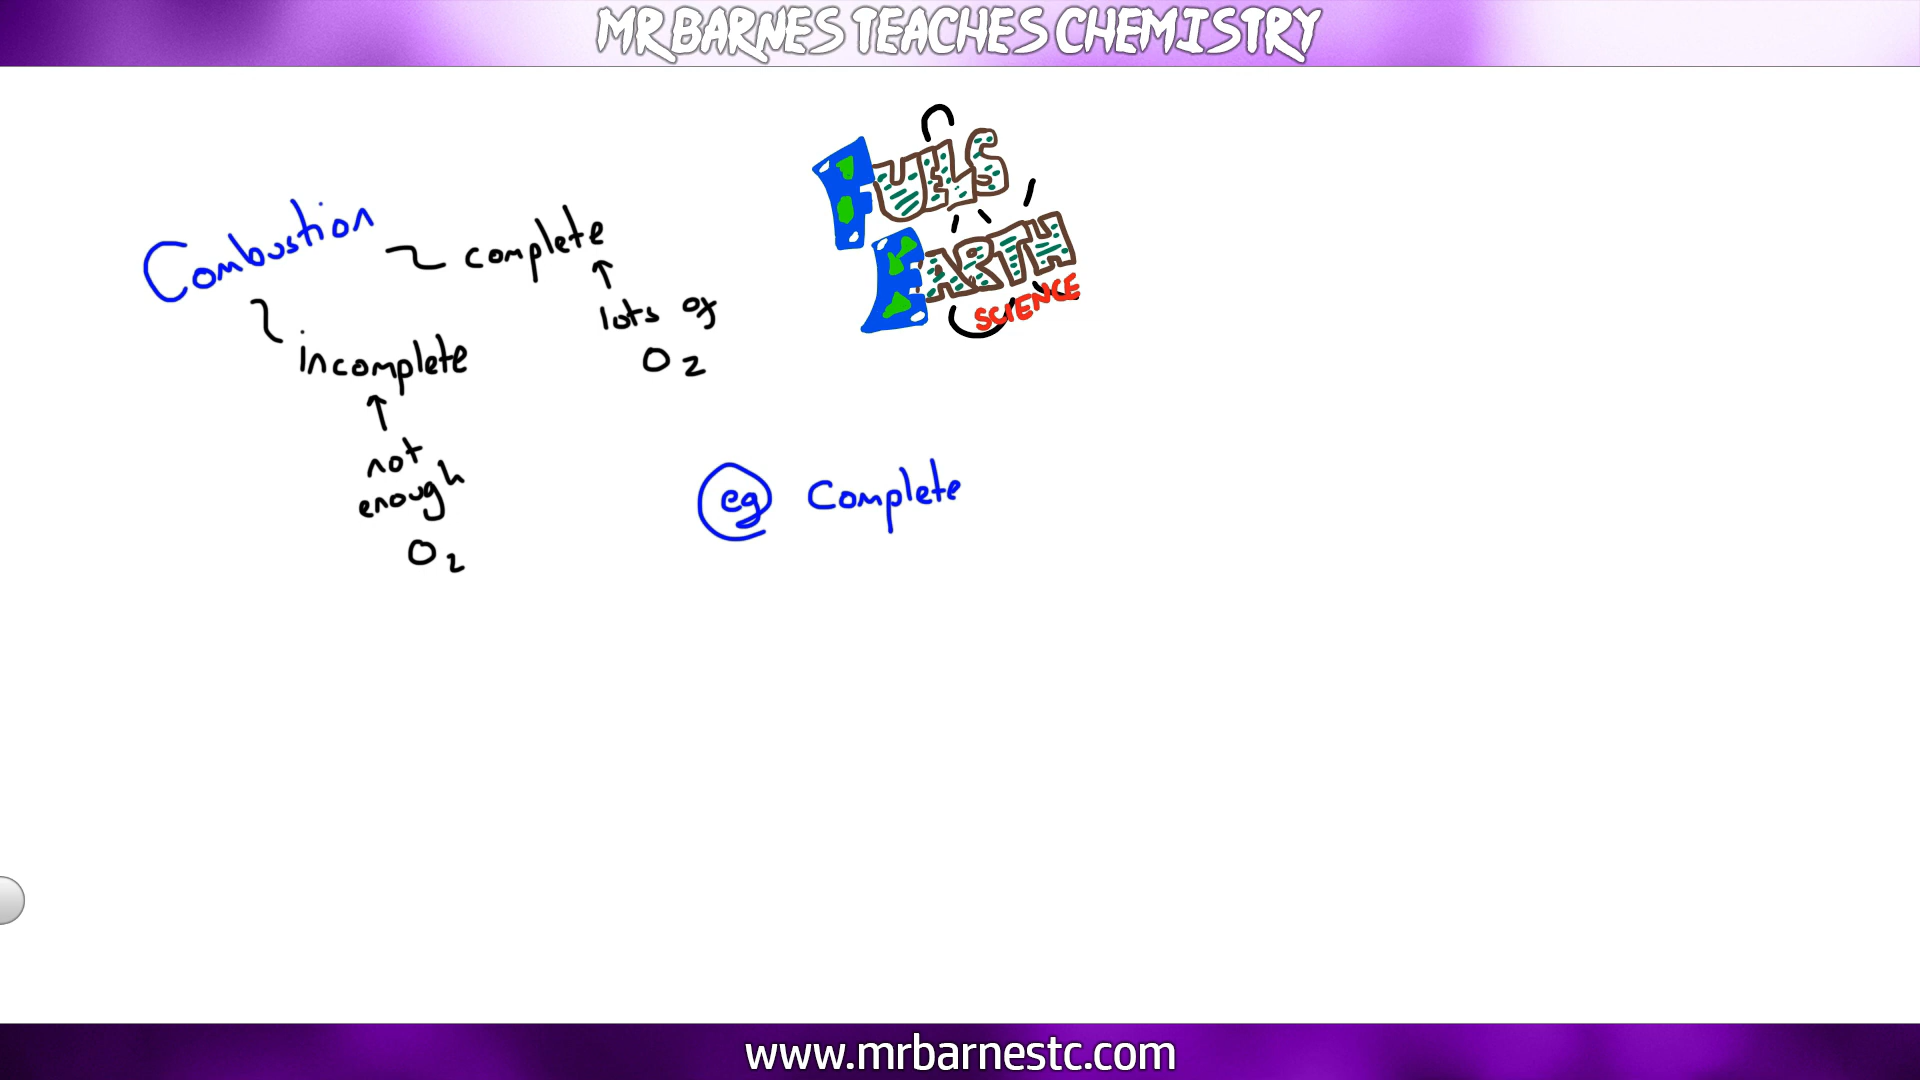 MR BARNES TEACHES CHEMISTRY
FUELS
EARTH
SCIENCE
Combustion
complete
lots of
O2
incomplete
not
enough
O2
eg Complete
www.mrbarnestc.com